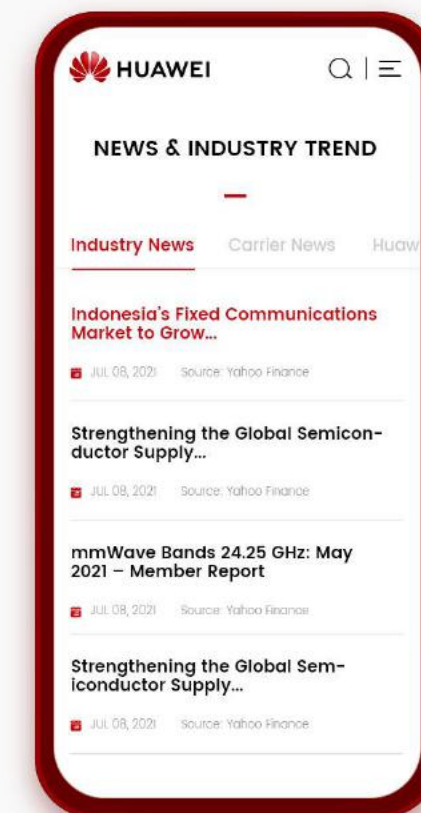 HUAWEI
NEWS & INDUSTRY TREND
Industry News Carrier News Huaw
Indonesia's Fixed Communications
Market to Grow...
JUL 08, 2021 Source: Yahoo Finance
Strengthening the Global Semicon-
ductor Supply...
JUL 08, 2021 Source: Yahoo Finance
mmWave Bands 24.25 GHz: May
2021 – Member Report
JUL 08, 2021 Source: Yahoo Finance
Strengthening the Global Sem-
iconductor Supply...
JUL 08, 2021 Source: Yahoo Finance